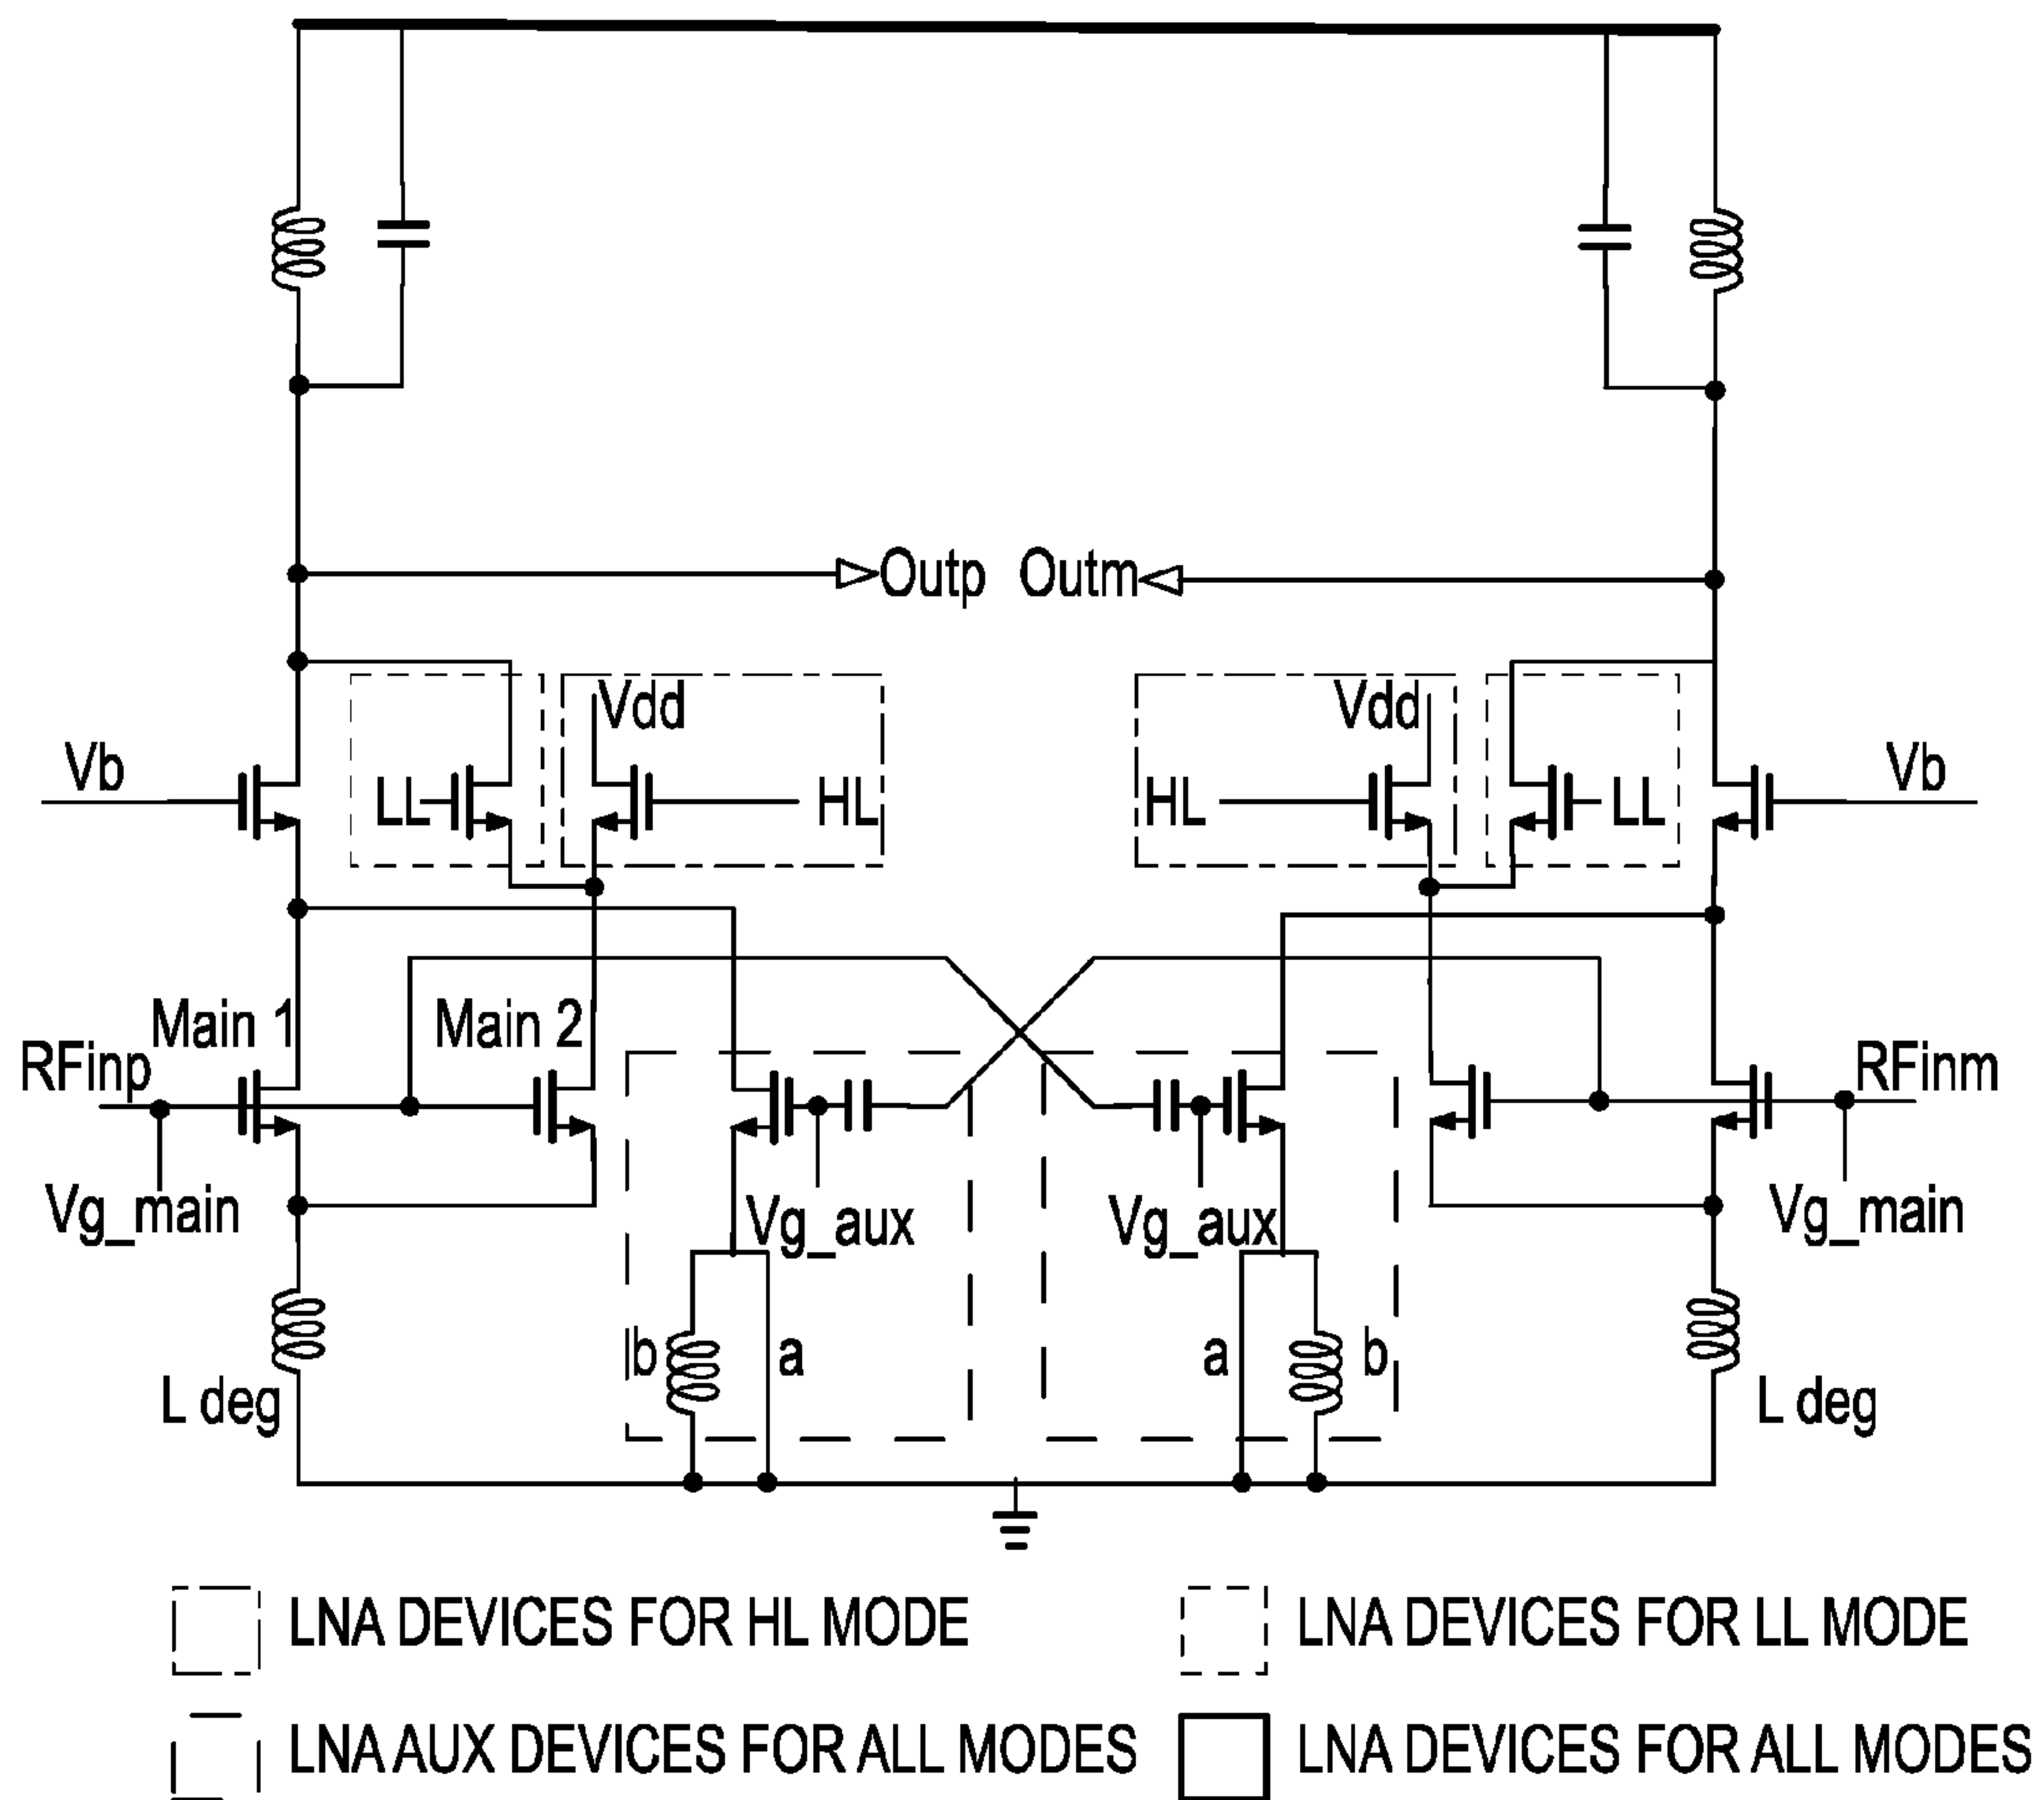 Outp Outm
Vdd Vdd
Vb LL HL HL LL Vb
Main 1 Main 2
RFinp RFinm
Vg_main Vg_aux Vg_aux Vg_main
b a a b
L deg L deg
LNA DEVICES FOR HL MODE LNA DEVICES FOR LL MODE
LNA AUX DEVICES FOR ALL MODES LNA DEVICES FOR ALL MODES